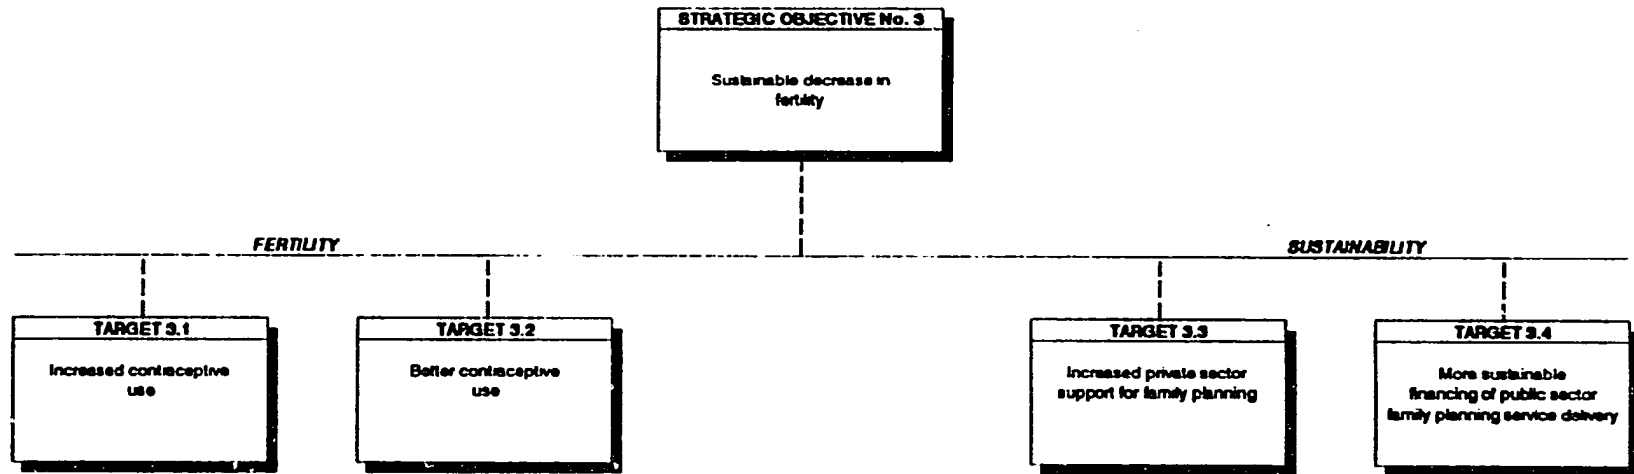 STRATEGIC OBJECTIVE No. 3
Sustainable decrease in
fertility
FERTILITY
SUSTAINABILITY
TARGET 3.1
Increased contraceptive
use
TARGET 3.2
Better contraceptive
use
TARGET 3.3
Increased private sector
support for family planning
TARGET 3.4
More sustainable
financing of public sector
family planning service delivery